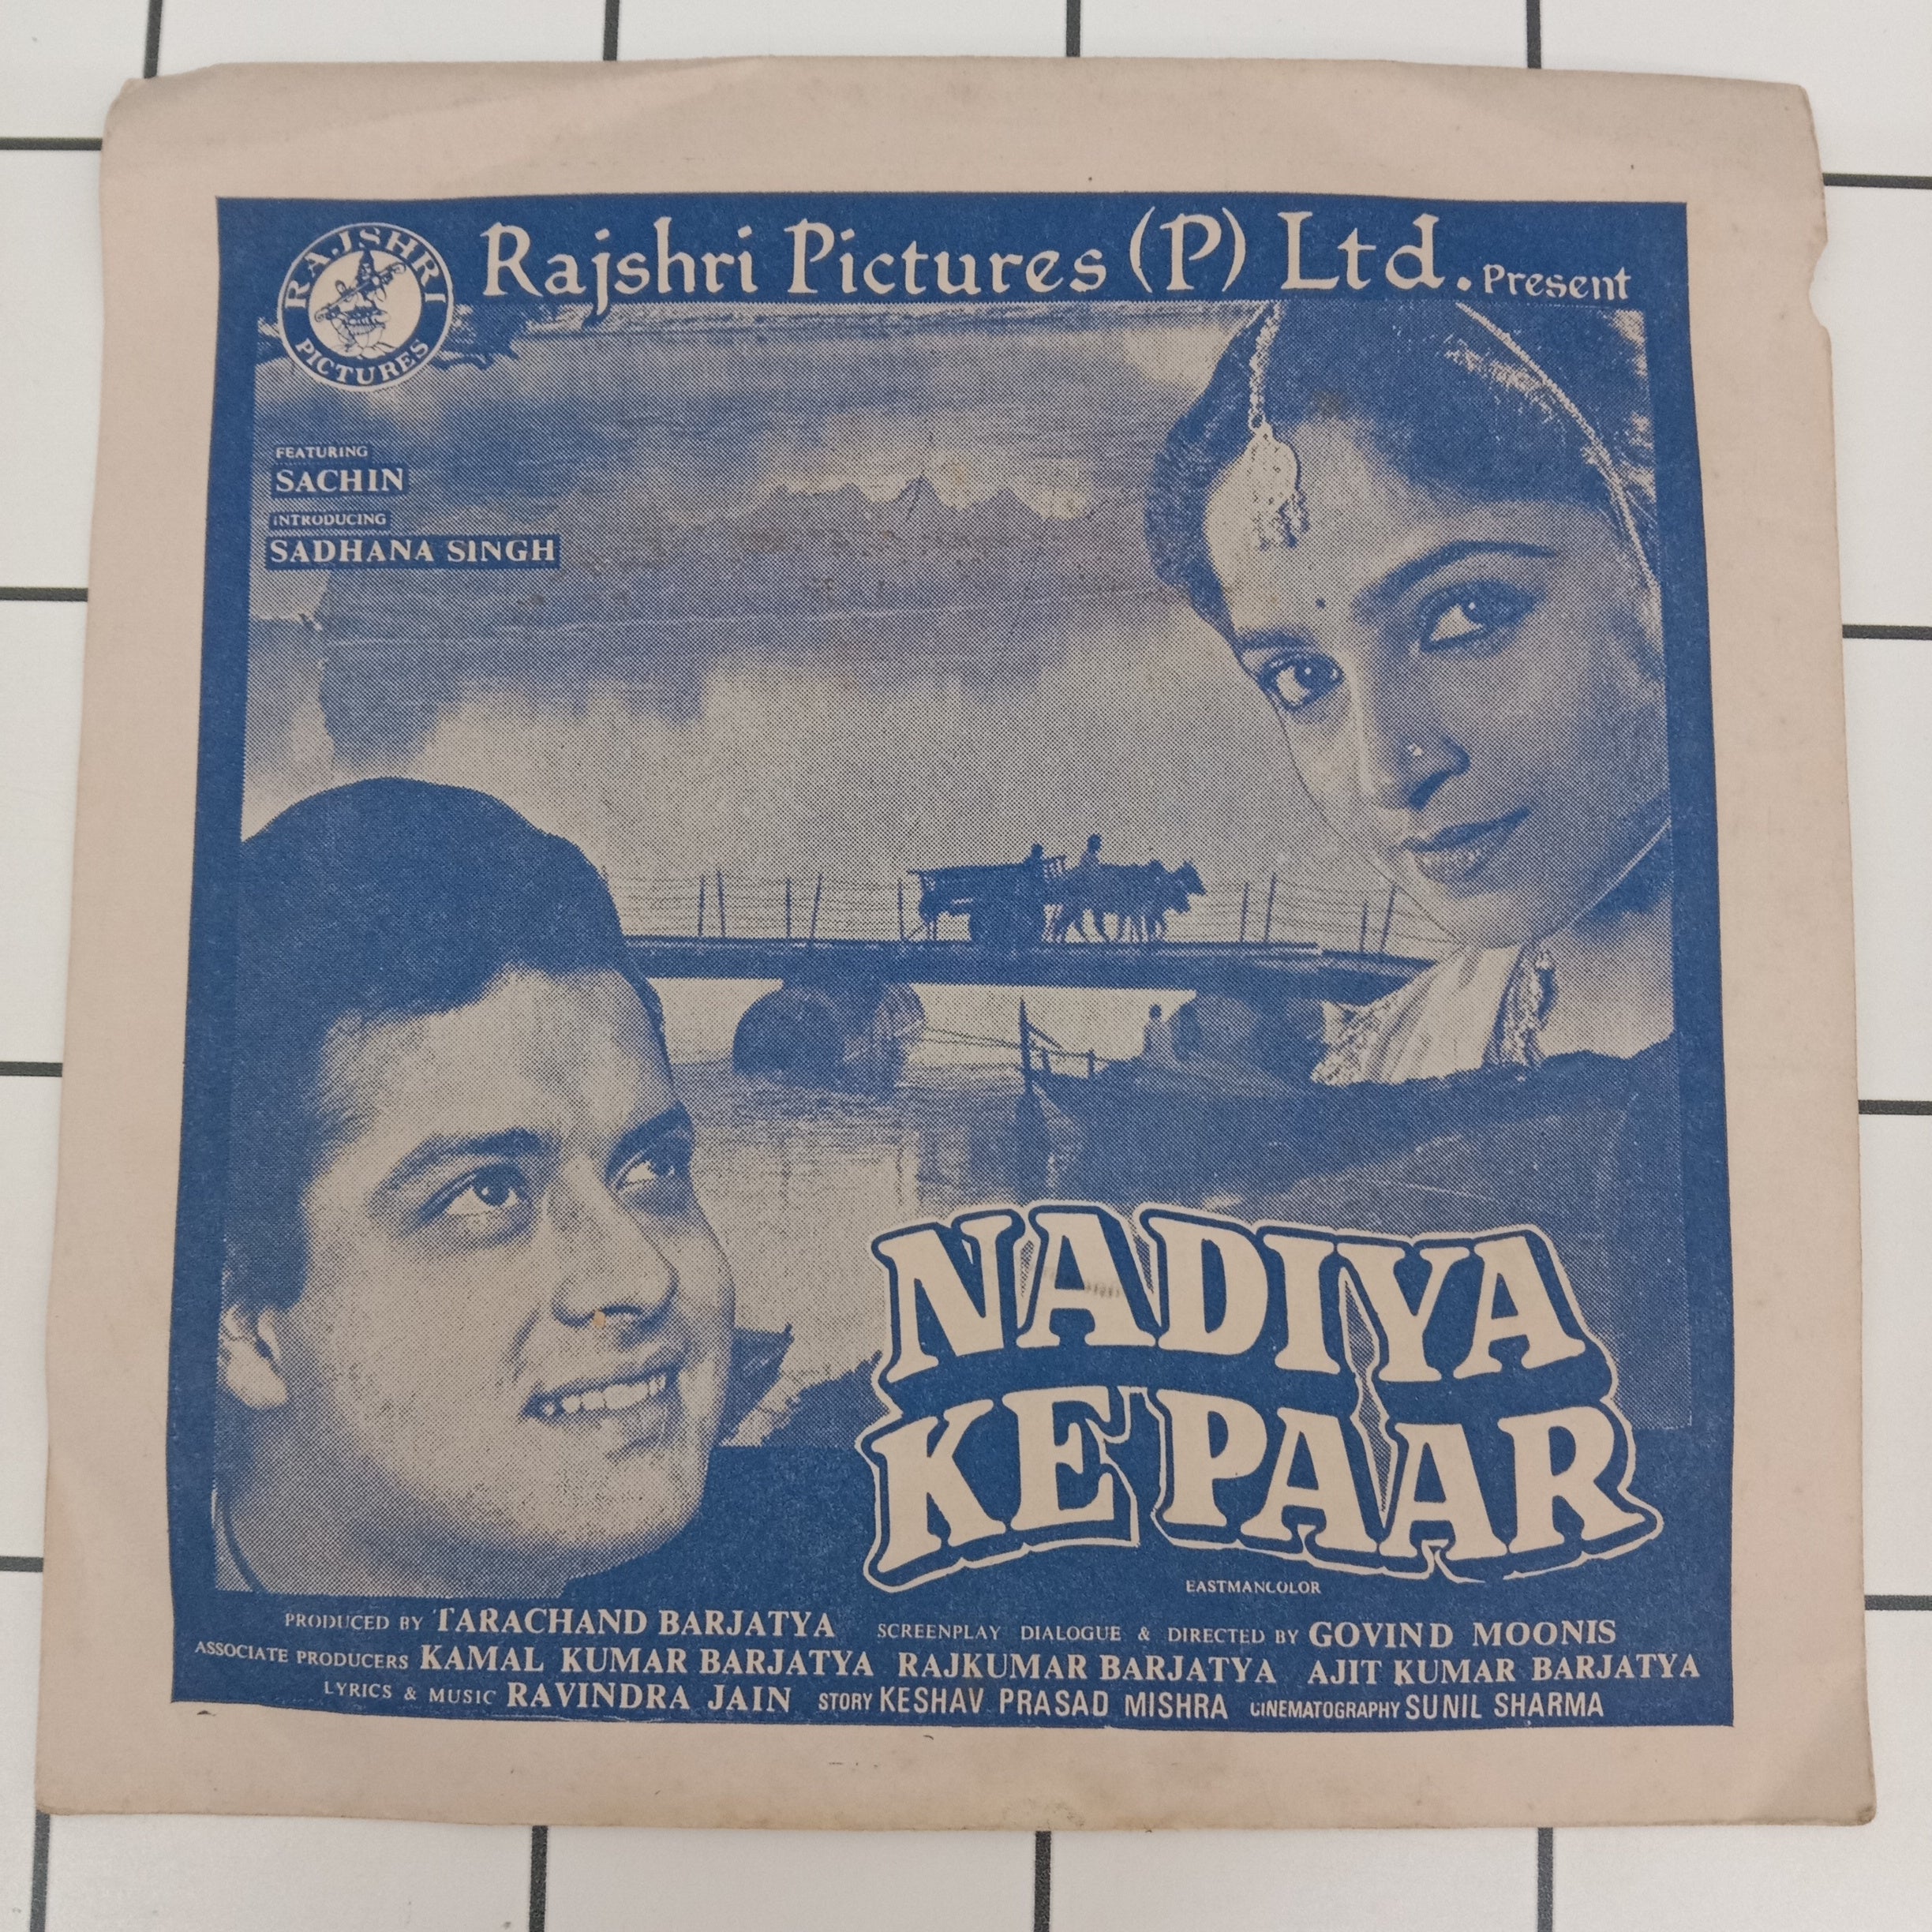 RAJSHRI PICTURES
Rajshri Pictures (P) Ltd. Present
FEATURING
SACHIN
INTRODUCING
SADHANA SINGH
NADIYA
KE PAAR
EASTMANCOLOR
PRODUCED BY TARACHAND BARJATYA SCREENPLAY DIALOGUE & DIRECTED BY GOVIND MOONIS
ASSOCIATE PRODUCERS KAMAL KUMAR BARJATYA RAJKUMAR BARJATYA AJIT KUMAR BARJATYA
LYRICS & MUSIC RAVINDRA JAIN STORY KESHAV PRASAD MISHRA CINEMATOGRAPHY SUNIL SHARMA